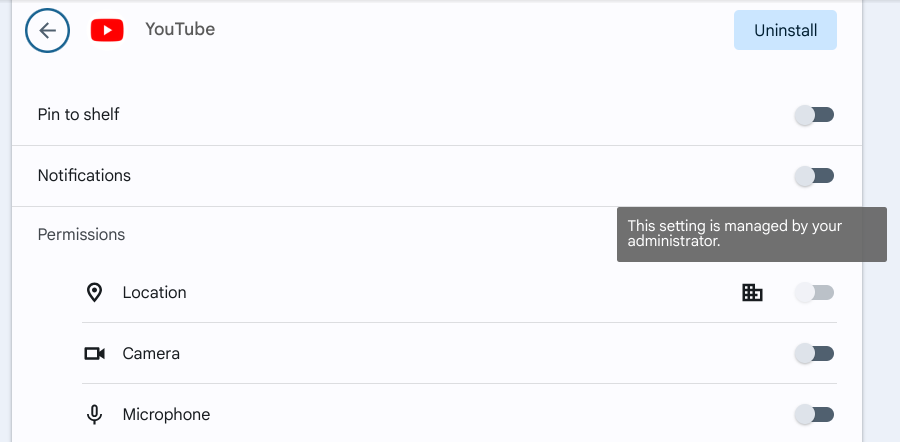 YouTube
Uninstall
Pin to shelf
Notifications
This setting is managed by your
administrator.
Permissions
Location
Camera
Microphone